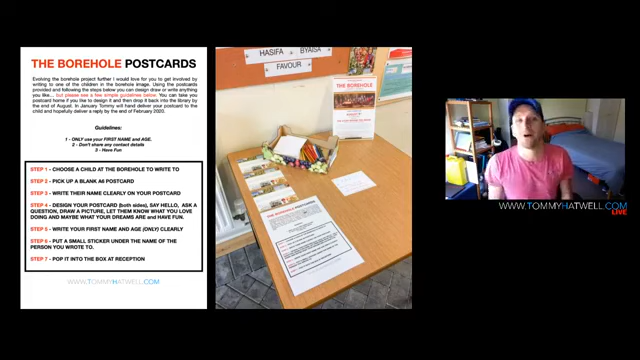 THE BOREHOLE POSTCARDS
Evolving the borehole project further I would love for you to get involved by
writing to one of the children in the borehole image. Using the postcards
provided and following the steps below you can design draw or write anything
you like... but please see a few simple guidelines below. You can take you
postcard home if you like to design it and then drop it back into the library by
the end of August. In January Tommy will hand deliver your postcard to the
child and hopefully deliver a reply by the end of February 2020.
Guidelines:
1 - ONLY use your FIRST NAME and AGE.
2 - Don't share any contact details
3 - Have Fun
STEP 1 - CHOOSE A CHILD AT THE BOREHOLE TO WRITE TO
STEP 2 - PICK UP A BLANK A6 POSTCARD
STEP 3 - WRITE THEIR NAME CLEARLY ON YOUR POSTCARD
STEP 4 - DESIGN YOUR POSTCARD (both sides), SAY HELLO, ASK A
QUESTION, DRAW A PICTURE, LET THEM KNOW WHAT YOU LOVE
DOING AND MAYBE WHAT YOUR DREAMS ARE and HAVE FUN.
STEP 5 - WRITE YOUR FIRST NAME AND AGE (ONLY) CLEARLY
STEP 6 - PUT A SMALL STICKER UNDER THE NAME OF THE
PERSON YOU WROTE TO.
STEP 7 - POP IT INTO THE BOX AT RECEPTION
WWW.TOMMYHATWELL.COM
HASIFA
BYAISA
FAVOUR
THE BOREHOLE
THE BOREHOLE POSTCARDS
WWW.TOMMYHATWELL.COM
LIVE